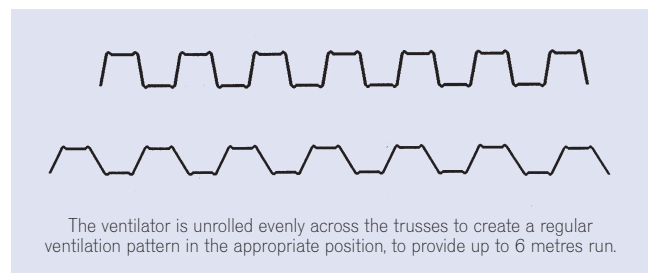 The ventilator is unrolled evenly across the trusses to create a regular
ventilation pattern in the appropriate position, to provide up to 6 metres run.